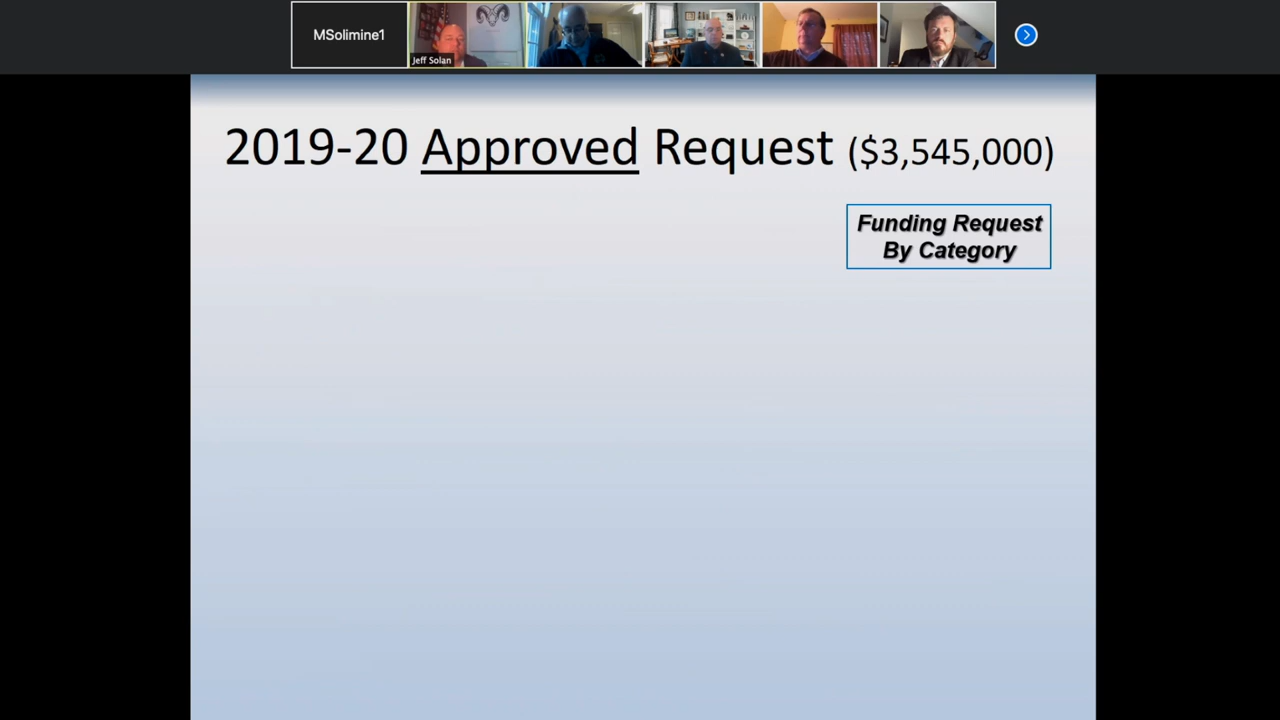 MSolimine1
Jeff Solan
2019-20 Approved Request ($3,545,000)
Funding Request
By Category